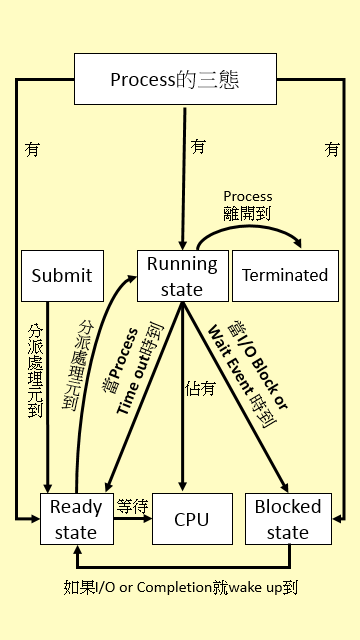 Process的三態
有
有
有
Process
離開到
Submit
Running
state
Terminated
分派處理元到
分派處理元到
當Process
Time out時到
佔有
當I/O Block or
Wait Event 時到
Ready
state
等待
CPU
Blocked
state
如果I/O or Completion就wake up到